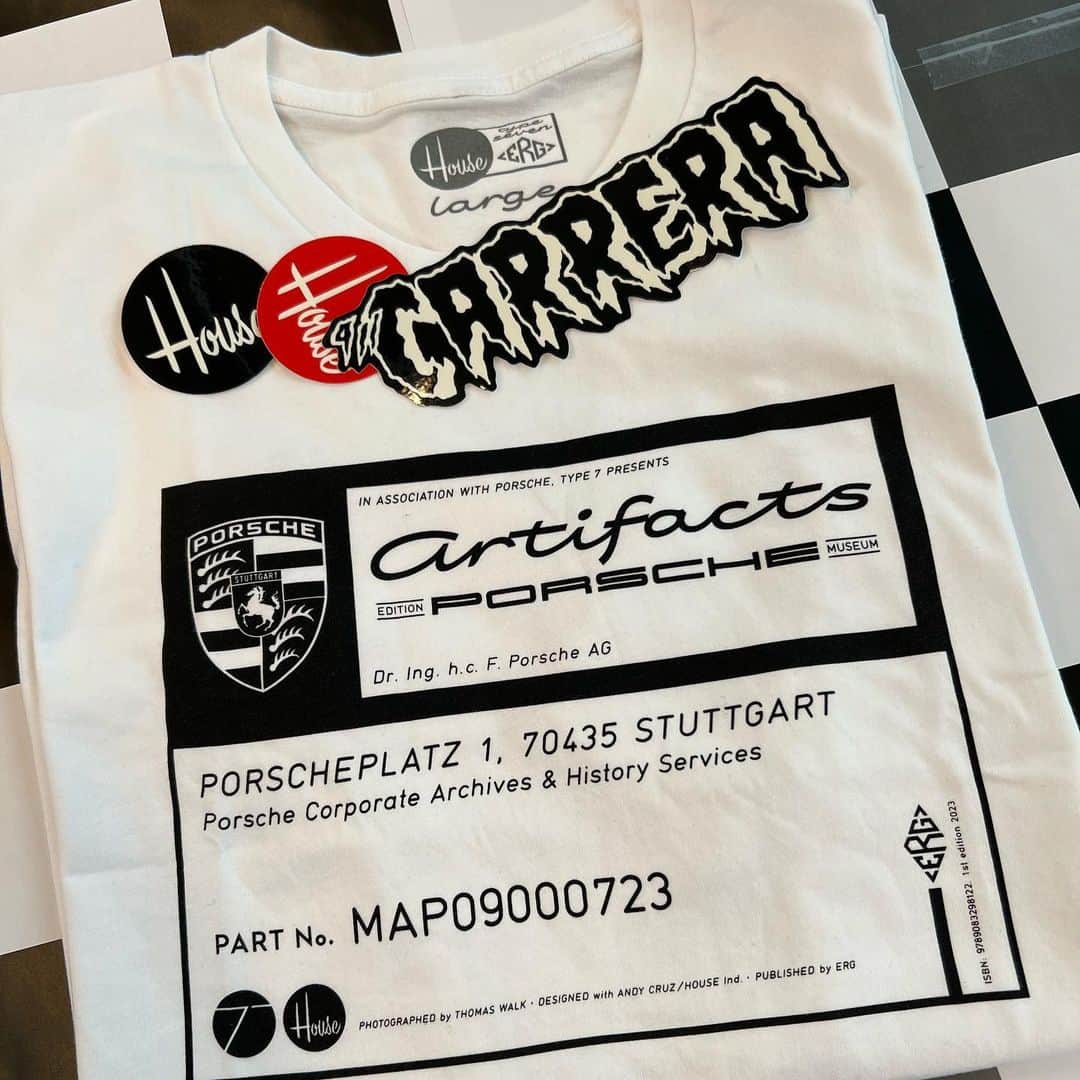 House
type
seven
<ERG>
large
House
House
911 CARRERA
IN ASSOCIATION WITH PORSCHE, TYPE 7 PRESENTS
Artifacts
EDITION PORSCHE MUSEUM
Dr. Ing. h.c. F. Porsche AG
PORSCHE
STUTTGART
PORSCHEPLATZ 1, 70435 STUTTGART
Porsche Corporate Archives & History Services
PART No. MAP09000723
<ERG>
ISBN: 9789083298122 1st edition 2023
7 House
PHOTOGRAPHED by THOMAS WALK · DESIGNED with ANDY CRUZ/HOUSE Ind. · PUBLISHED by ERG